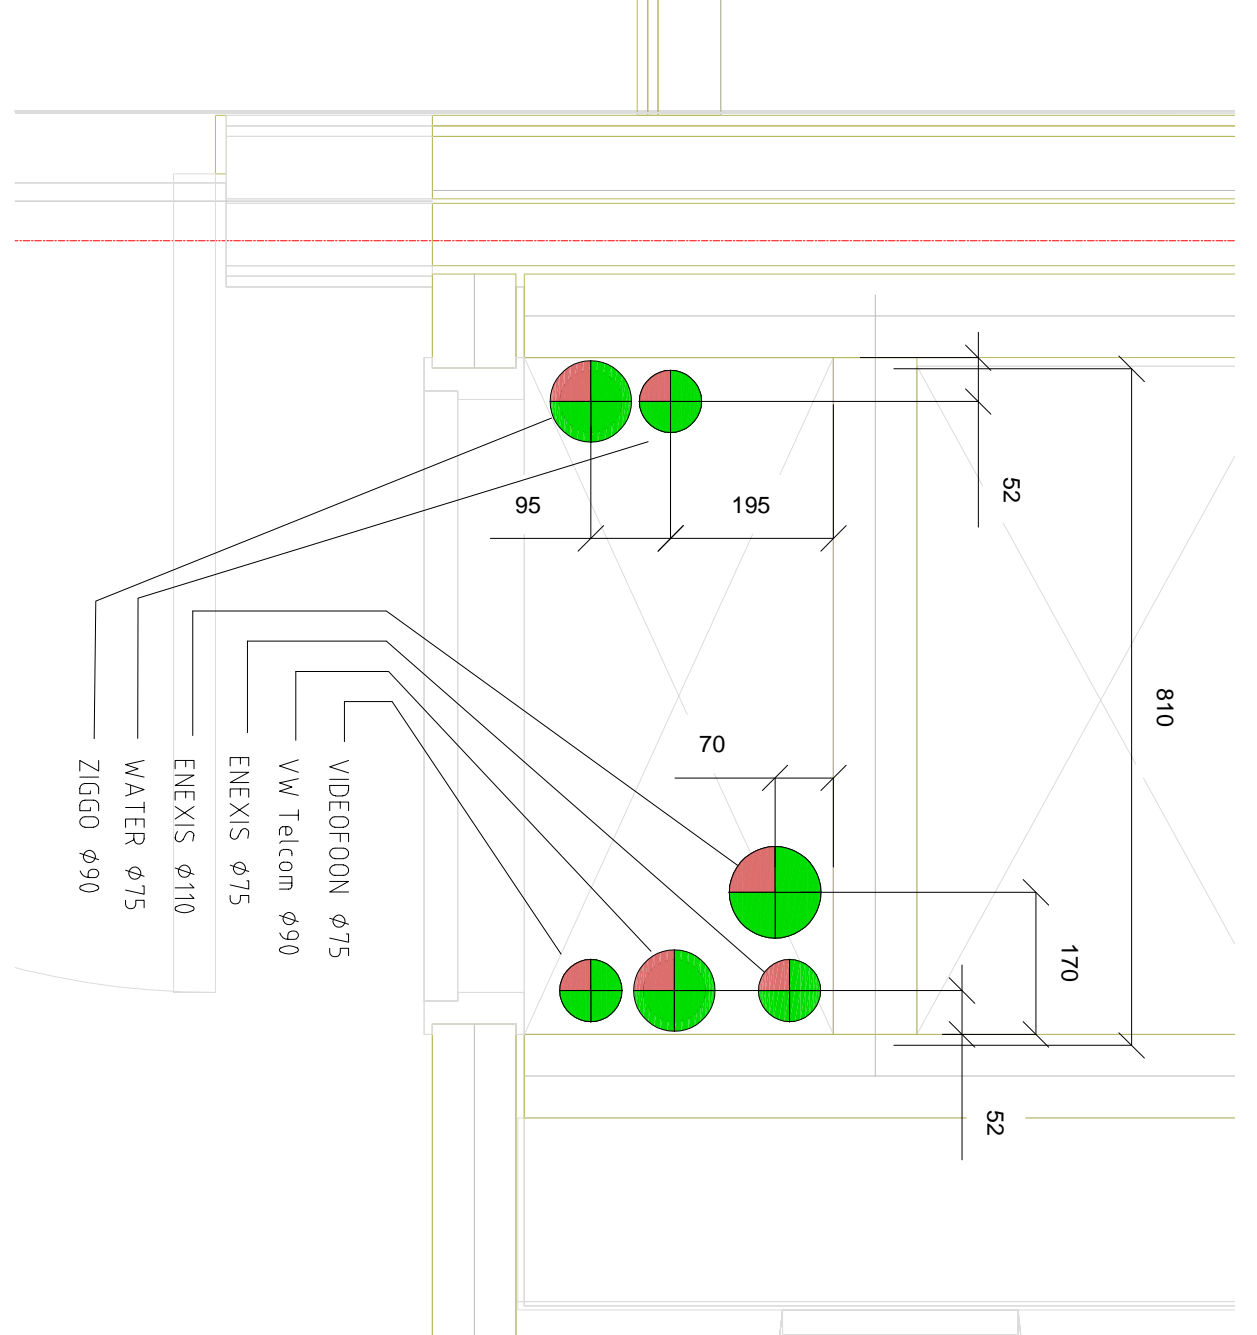 95
195
52
810
70
170
52
VIDEOFOON ⌀75
VW Telcom ⌀90
ENEXIS ⌀75
ENEXIS ⌀110
WATER ⌀75
ZIGGO ⌀90